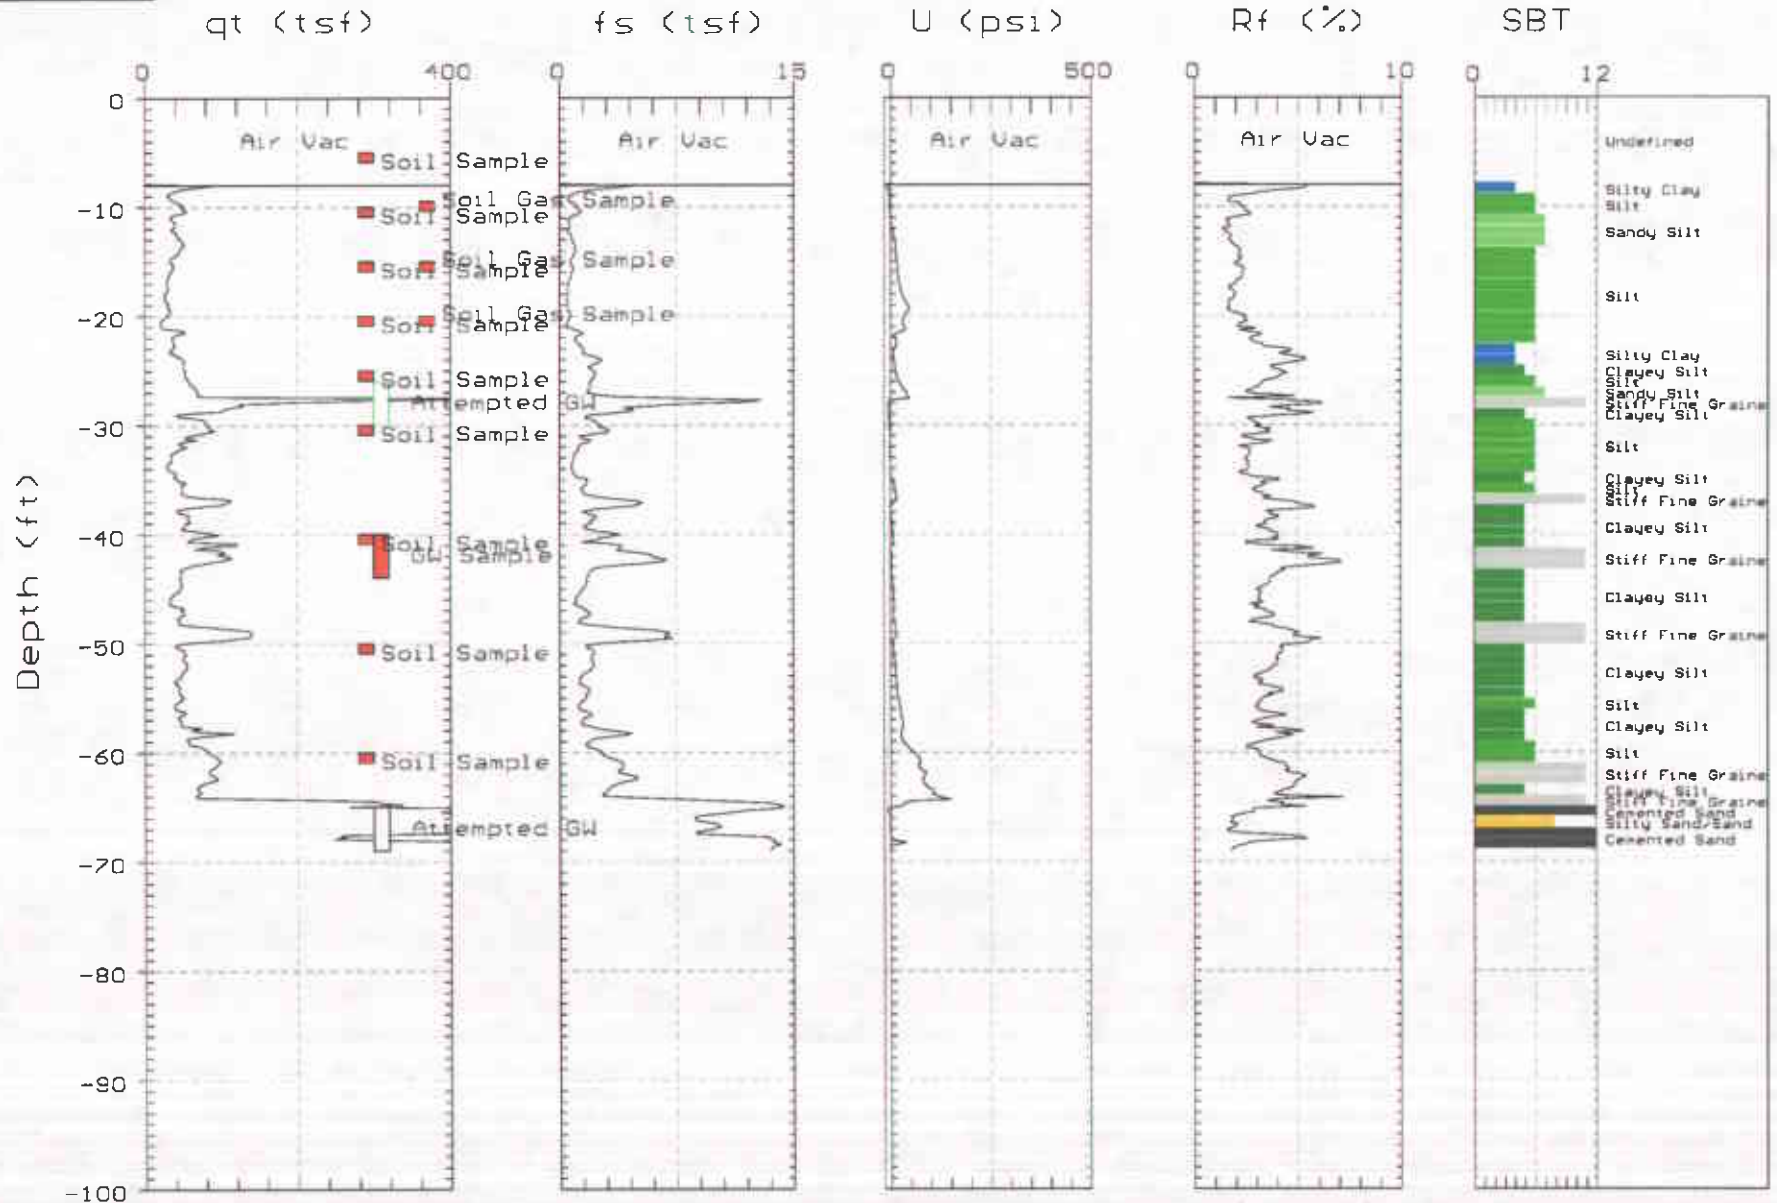 qt (tsf) fs (tsf) U (psi) Rf (%) SBT
0 400 0 15 0 500 0 10 0 12
0
Air Vac Air Vac Air Vac Air Vac Undefined
Soil Sample
Silty Clay
Soil Gas Sample
-10 Soil Sample Silt
Sandy Silt
Soil Gas Sample
Soil Sample
Silt
Soil Gas Sample
-20 Soil Sample
Silty Clay
Clayey Silt
Soil Sample Silt
Sandy Silt
Attempted GW Stiff Fine Graine
Clayey Silt
-30 Soil Sample
Silt
Clayey Silt
Silt
Stiff Fine Graine
Clayey Silt
-40 Soil Sample
GW Sample Stiff Fine Graine
Clayey Silt
Stiff Fine Graine
-50 Soil Sample
Clayey Silt
Silt
Clayey Silt
-60 Soil Sample Silt
Stiff Fine Graine
Clayey Silt
Stiff Fine Graine
Cemented Sand
Attempted GW Silty Sand/Sand
Cemented Sand
-70
-80
-90
-100
Depth (ft)